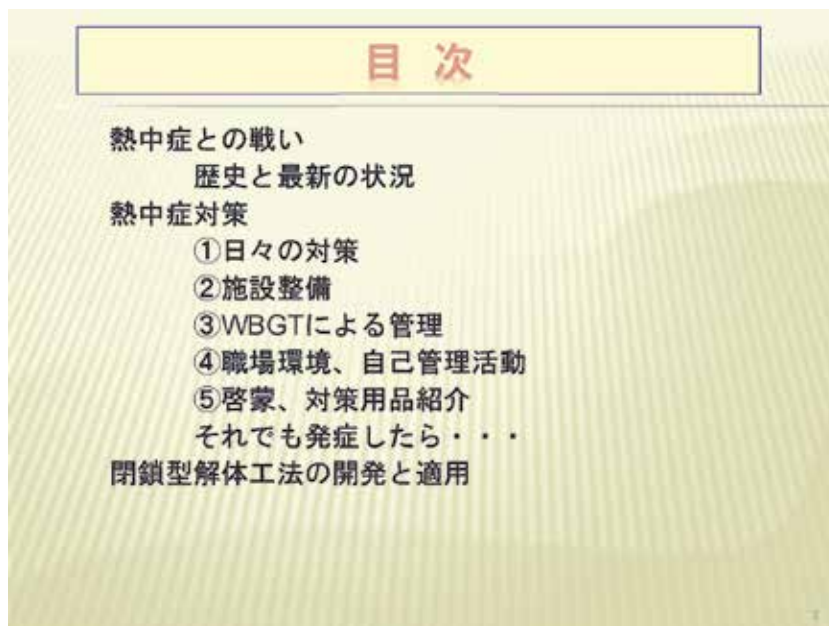 目 次
熱中症との戦い
歴史と最新の状況
熱中症対策
①日々の対策
②施設整備
③WBGTによる管理
④職場環境、自己管理活動
⑤啓蒙、対策用品紹介
それでも発症したら・・・
閉鎖型解体工法の開発と適用